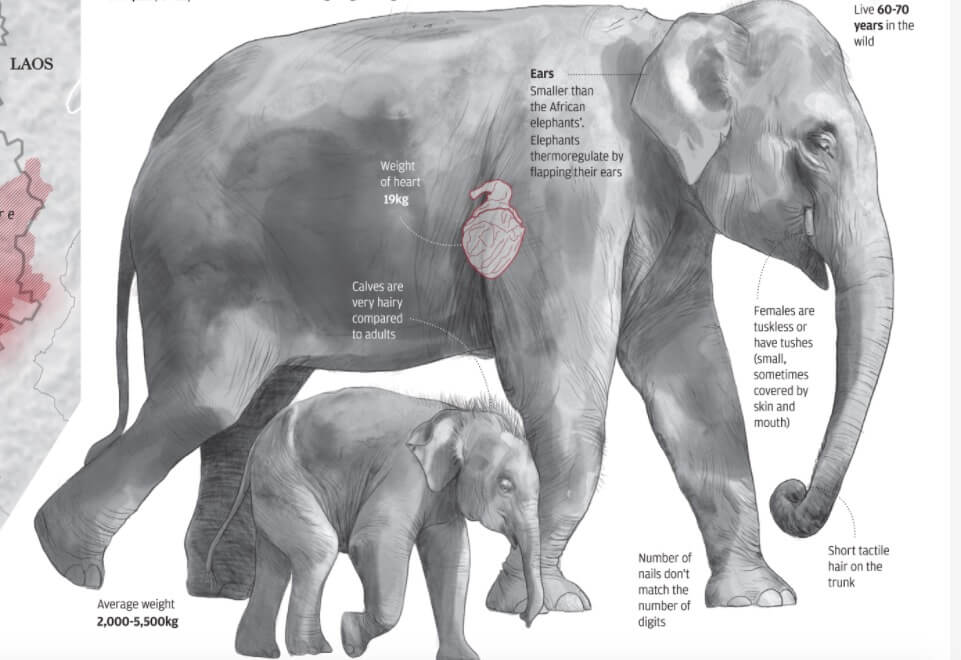 LAOS
Live 60-70
years in the
wild
Ears
Smaller than
the African
elephants'.
Elephants
thermoregulate by
flapping their ears
Weight
of heart
19kg
Calves are
very hairy
compared
to adults
Females are
tuskless or
have tushes
(small,
sometimes
covered by
skin and
mouth)
Short tactile
hair on the
trunk
Number of
nails don't
match the
number of
digits
Average weight
2,000-5,500kg